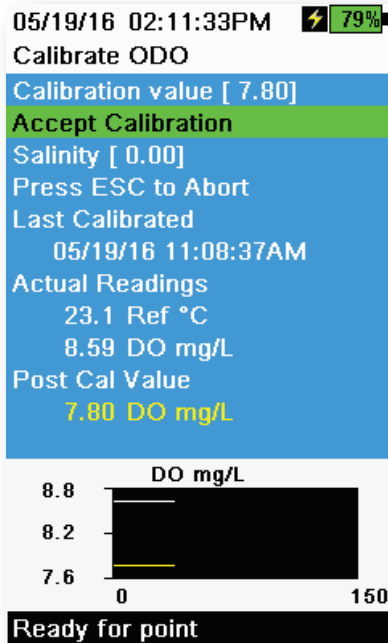 05/19/16 02:11:33PM 79%
Calibrate ODO
Calibration value [ 7.80]
Accept Calibration
Salinity [ 0.00]
Press ESC to Abort
Last Calibrated
05/19/16 11:08:37AM
Actual Readings
23.1 Ref °C
8.59 DO mg/L
Post Cal Value
7.80 DO mg/L
DO mg/L
8.8
8.2
7.6
0 150
Ready for point